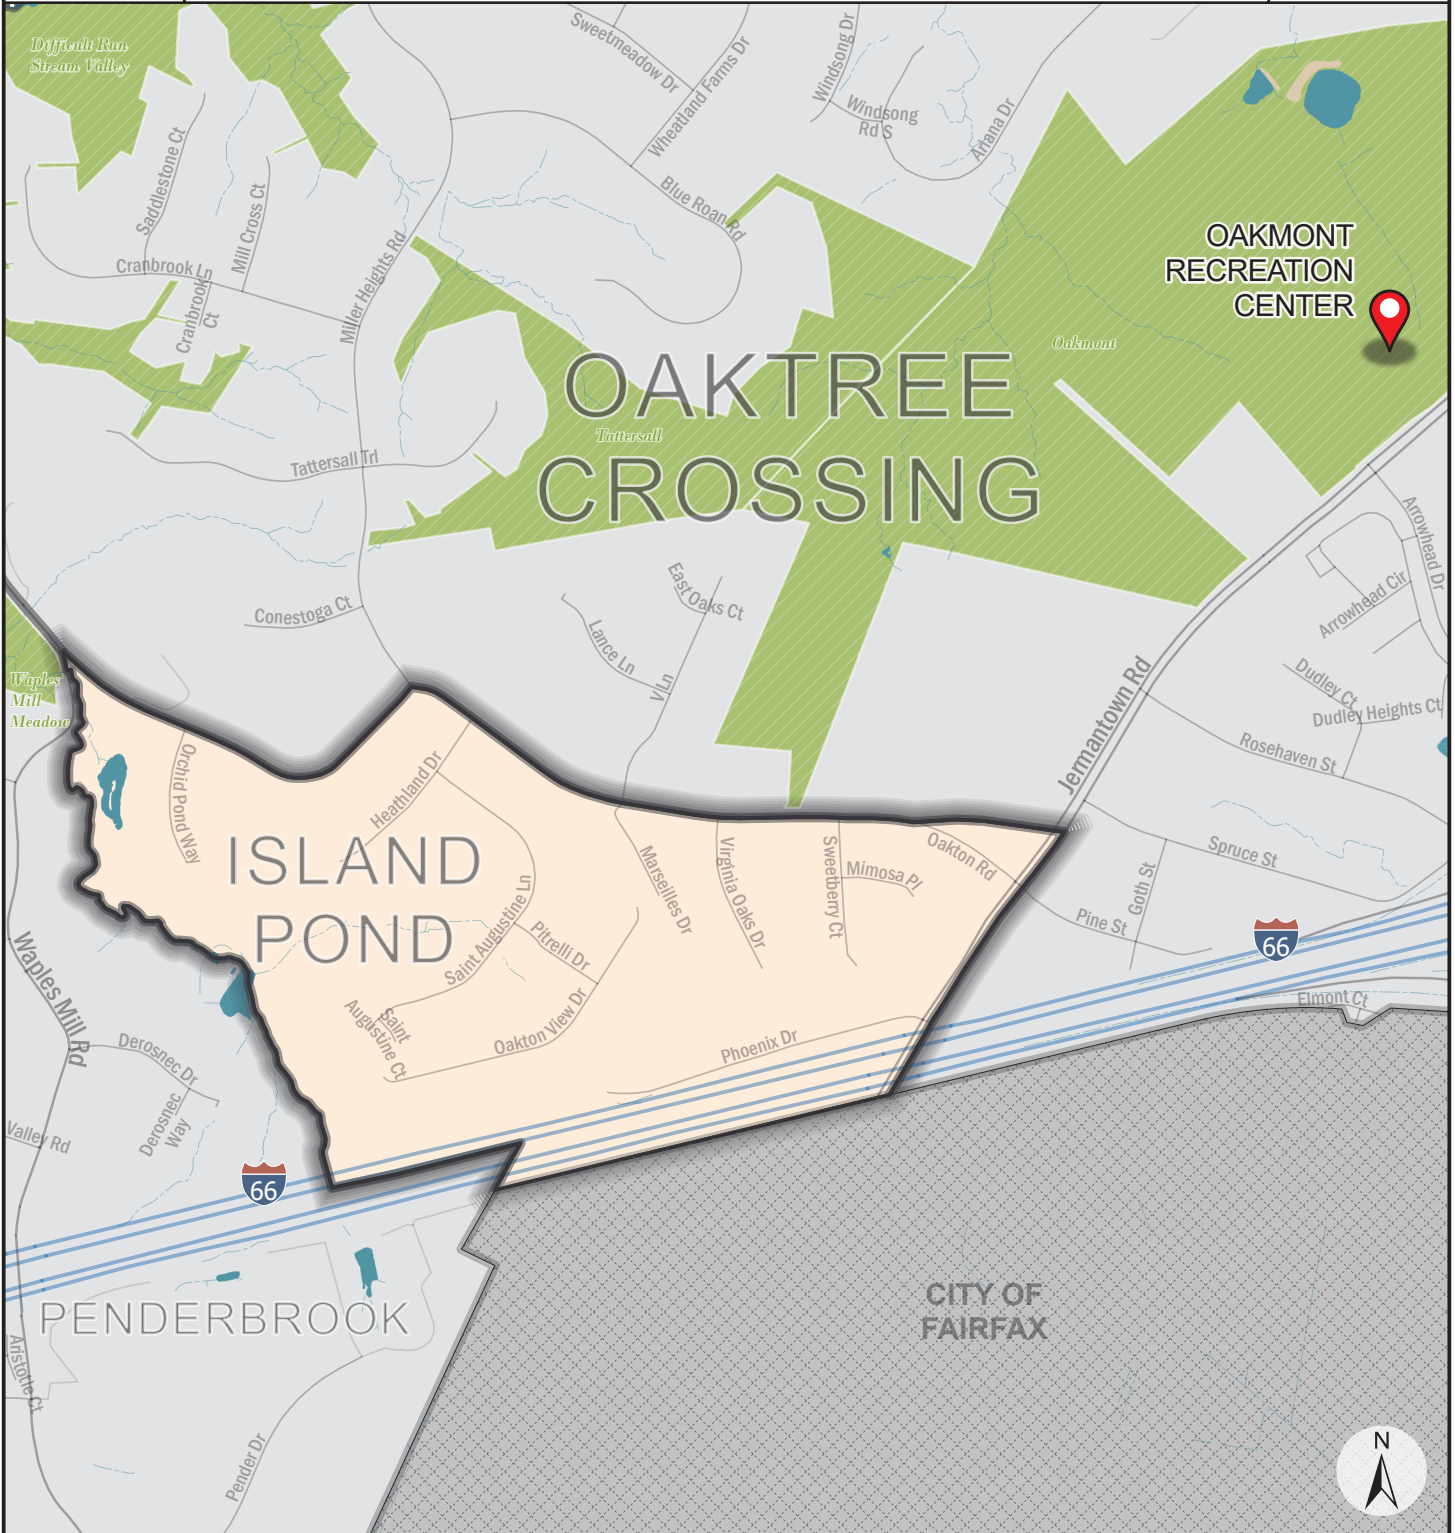 Difficult Run
Stream Valley
Sweetmeadow Dr
Wheatland Farms Dr
Windsong Dr
Windsong
Rd S
Ariana Dr
Saddlestone Ct
Mill Cross Ct
Blue Roan Rd
Cranbrook Ln
Cranbrook
Ct
Miller Heights Rd
OAKMONT
RECREATION
CENTER
Oakmont
OAKTREE
CROSSING
Tattersall
Tattersall Trl
Arrowhead Dr
Arrowhead Cir
Conestoga Ct
East Oaks Ct
Lance Ln
V Ln
Jermantown Rd
Dudley Ct
Dudley Heights Ct
Rosehaven St
Waples
Mill
Meadow
Orchid Pond Way
Heathland Dr
ISLAND
POND
Marseilles Dr
Virginia Oaks Dr
Sweetberry Ct
Mimosa Pl
Oakton Rd
Spruce St
Goth St
Pine St
Saint Augustine Ln
Pitrelli Dr
66
Waples Mill Rd
Saint
Augustine Ct
Oakton View Dr
Phoenix Dr
Elmont Ct
Derosnec Dr
Derosnec
Way
Valley Rd
66
PENDERBROOK
CITY OF
FAIRFAX
Aristotle Ct
Pender Dr
N